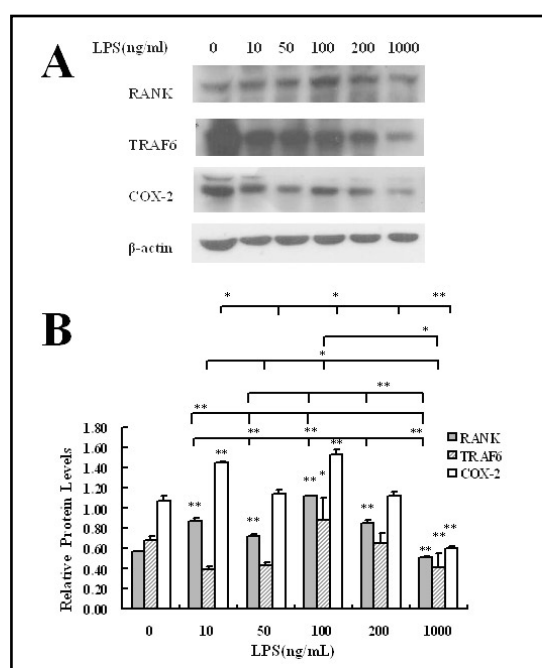 A
LPS(ng/ml) 0 10 50 100 200 1000
RANK
TRAF6
COX-2
β-actin
B
* * **
*
*
**
**
** ** **
** ** ** * ** ** ** ** ** **
RANK
TRAF6
COX-2
Relative Protein Levels
1.80
1.60
1.40
1.20
1.00
0.80
0.60
0.40
0.20
0.00
0 10 50 100 200 1000
LPS(ng/mL)